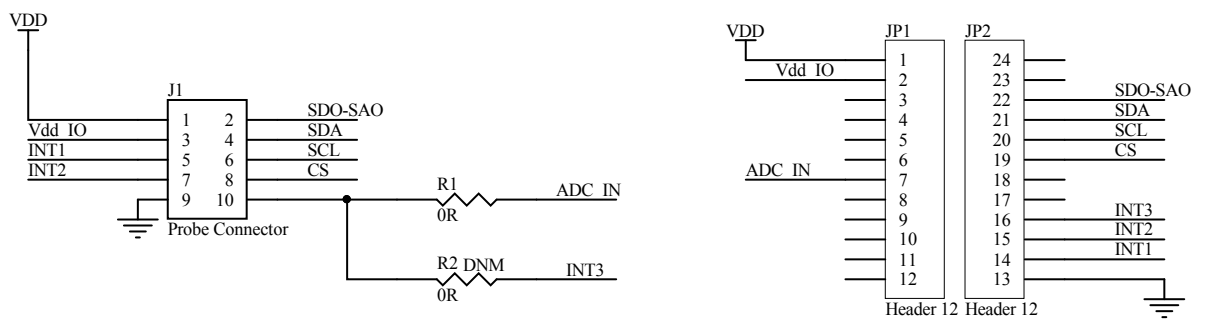 VDD
J1
1 2 SDO-SAO
Vdd IO 3 4 SDA
INT1 5 6 SCL
INT2 7 8 CS
9 10
Probe Connector
R1
0R
ADC IN
R2 DNM
0R
INT3
JP1 JP2
VDD
1 24
Vdd IO 2 23
3 22 SDO-SAO
4 21 SDA
5 20 SCL
6 19 CS
ADC IN 7 18
8 17
9 16 INT3
10 15 INT2
11 14 INT1
12 13
Header 12 Header 12